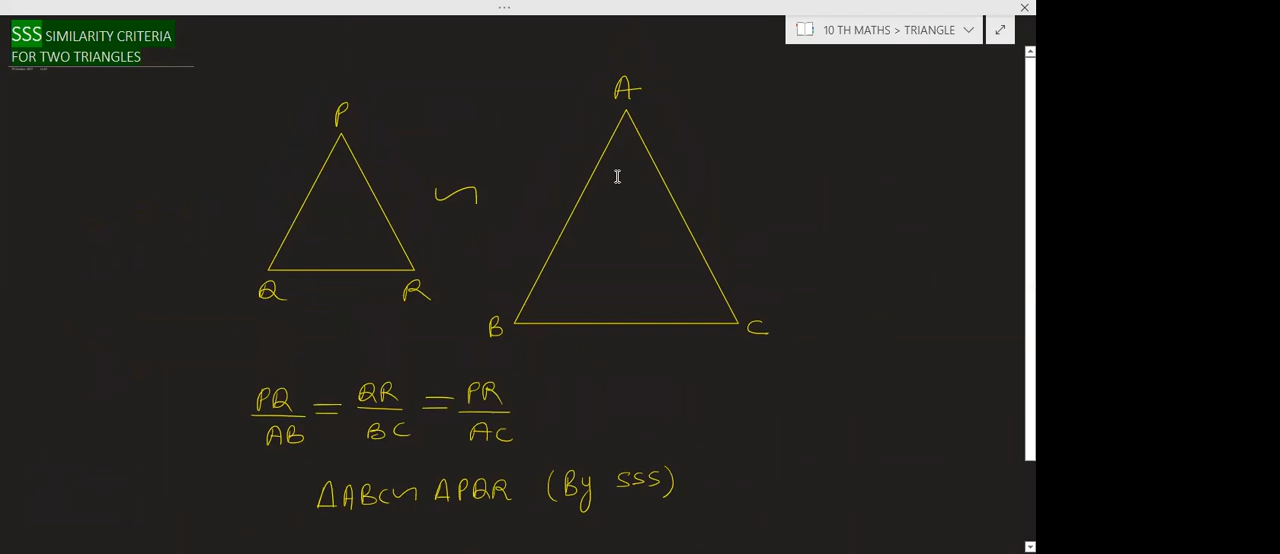 SSS SIMILARITY CRITERIA
FOR TWO TRIANGLES
10 TH MATHS > TRIANGLE
P
A
∽
Q R
B C
PQ/AB = QR/BC = PR/AC
ΔABC ∽ ΔPQR (By SSS)